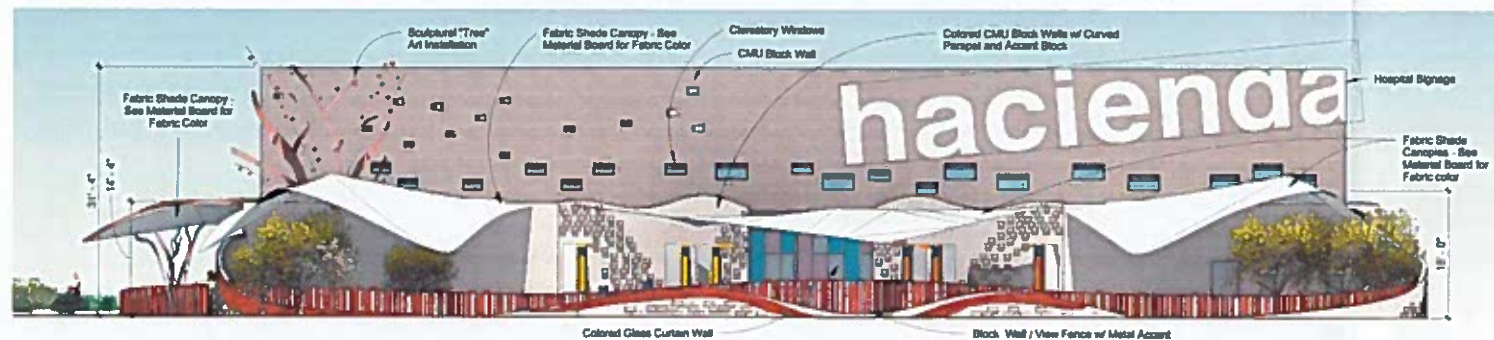 Sculptural "Tree"
Art Installation
Fabric Shade Canopy - See
Material Board for Fabric Color
Clerestory Windows
CMU Block Wall
Colored CMU Block Walls w/ Curved
Parapet and Accent Block
Hospital Signage
Fabric Shade Canopy -
See Material Board for
Fabric Color
hacienda
Fabric Shade
Canopies - See
Material Board for
Fabric color
31' - 4"
Colored Glass Curtain Wall
Block Wall / View Fence w/ Metal Accent